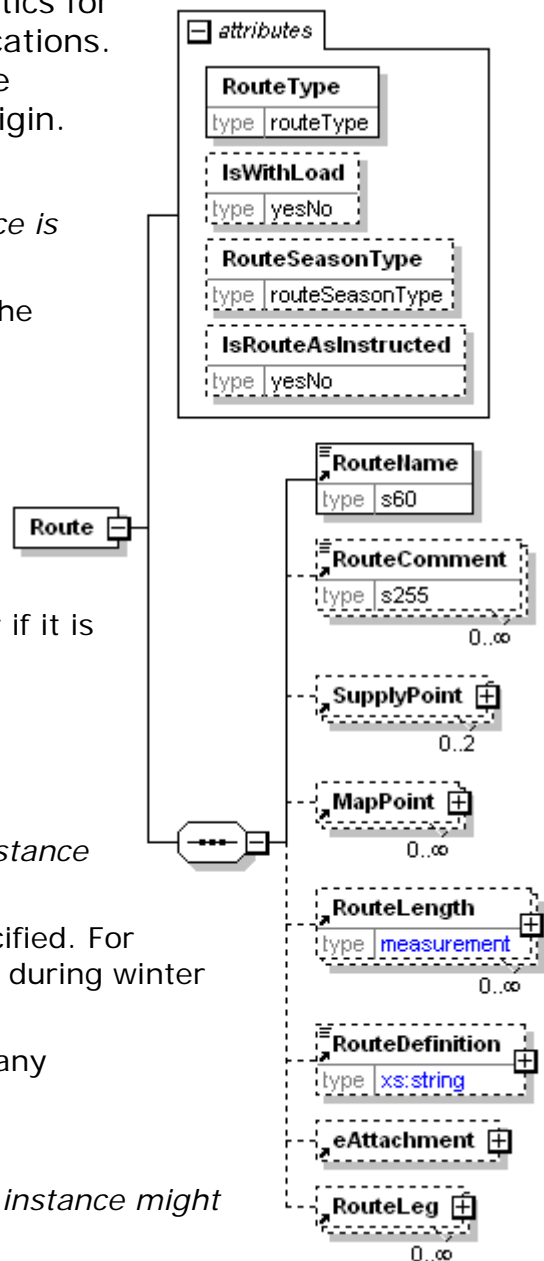 tics for
cations.
e
igin.
ce is
he
if it is
stance
cified. For
during winter
any
instance might
attributes
RouteType
type routeType
IsWithLoad
type yesNo
RouteSeasonType
type routeSeasonType
IsRouteAsInstructed
type yesNo
Route
RouteName
type s60
RouteComment
type s255
0..∞
SupplyPoint
0..2
MapPoint
0..∞
RouteLength
type measurement
0..∞
RouteDefinition
type xs:string
eAttachment
RouteLeg
0..∞